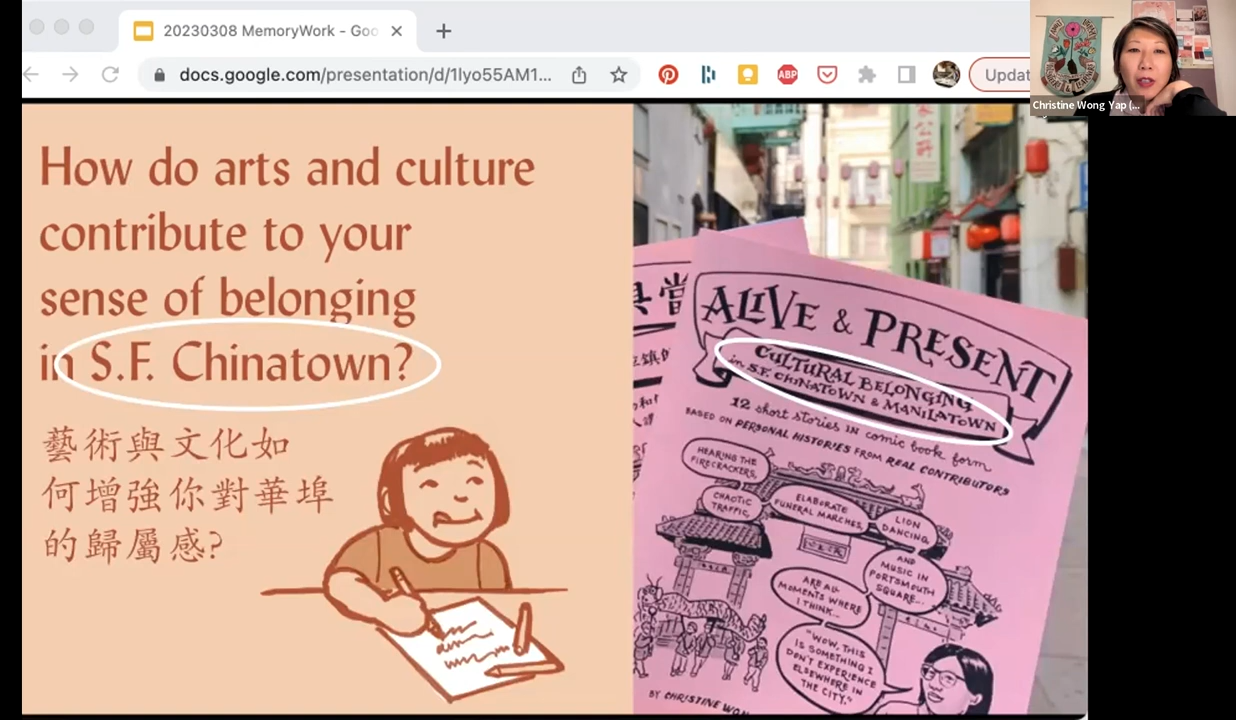 20230308 MemoryWork - Goo
docs.google.com/presentation/d/1lyo55AM1...
ABP
Updat
Christine Wong Yap (...
How do arts and culture
contribute to your
sense of belonging
in S.F. Chinatown?
藝術與文化如
何增強你對華埠
的歸屬感?
ALIVE & PRESENT
CULTURAL BELONGING
in S.F. CHINATOWN & MANILATOWN
12 short stories in comic book form
BASED ON PERSONAL HISTORIES FROM REAL CONTRIBUTORS
HEARING THE
FIRECRACKERS,
CHAOTIC
TRAFFIC,
ELABORATE
FUNERAL MARCHES,
LION
DANCING,
AND
MUSIC IN
PORTSMOUTH
SQUARE...
ARE ALL
MOMENTS WHERE
I THINK...
"WOW, THIS
IS SOMETHING I
DON'T EXPERIENCE
ELSEWHERE IN
THE CITY."
BY CHRISTINE WON